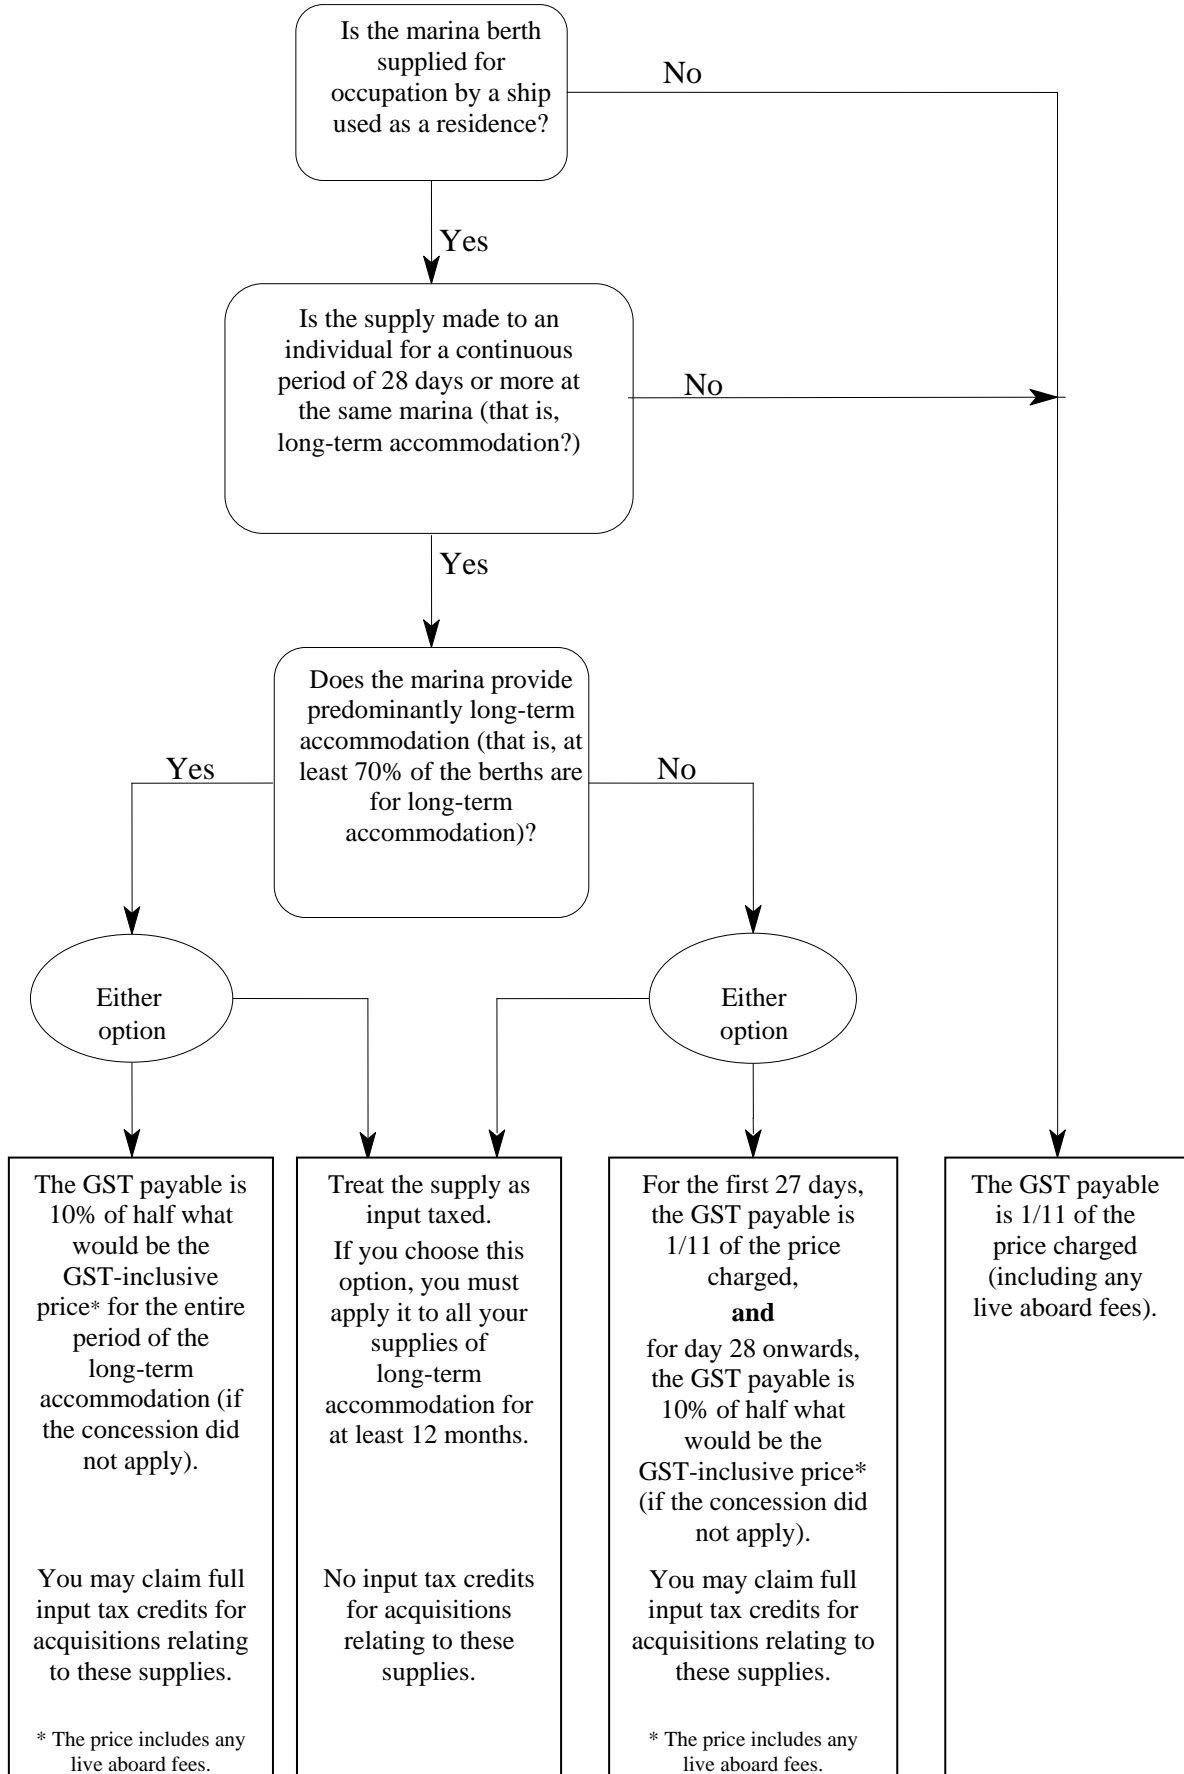 Is the marina berth
supplied for
occupation by a ship
used as a residence?
No
Yes
Is the supply made to an
individual for a continuous
period of 28 days or more at
the same marina (that is,
long-term accommodation?)
No
Yes
Does the marina provide
predominantly long-term
accommodation (that is, at
least 70% of the berths are
for long-term
accommodation)?
Yes
No
Either
option
Either
option
The GST payable is
10% of half what
would be the
GST-inclusive
price* for the entire
period of the
long-term
accommodation (if
the concession did
not apply).
You may claim full
input tax credits for
acquisitions relating
to these supplies.
* The price includes any
live aboard fees.
Treat the supply as
input taxed.
If you choose this
option, you must
apply it to all your
supplies of
long-term
accommodation for
at least 12 months.
No input tax credits
for acquisitions
relating to these
supplies.
For the first 27 days,
the GST payable is
1/11 of the price
charged,
and
for day 28 onwards,
the GST payable is
10% of half what
would be the
GST-inclusive price*
(if the concession did
not apply).
You may claim full
input tax credits for
acquisitions relating to
these supplies.
* The price includes any
live aboard fees.
The GST payable
is 1/11 of the
price charged
(including any
live aboard fees).